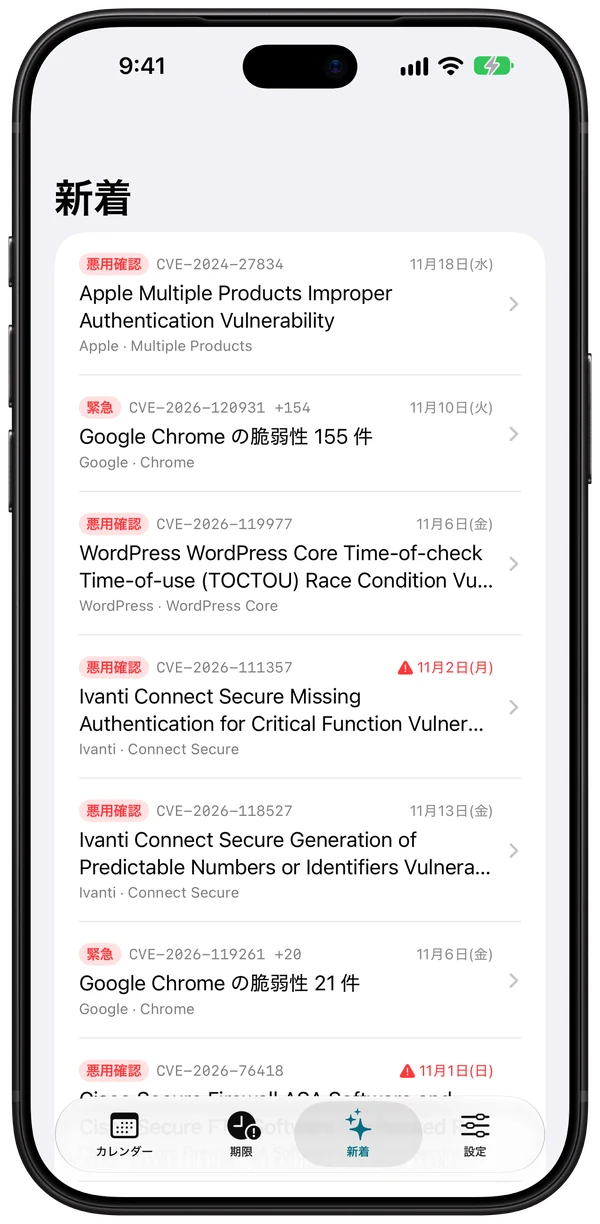 9:41
新着
悪用確認 CVE-2024-27834 11月18日(水)
Apple Multiple Products Improper
Authentication Vulnerability
Apple · Multiple Products
緊急 CVE-2026-120931 +154 11月10日(火)
Google Chrome の脆弱性 155 件
Google · Chrome
悪用確認 CVE-2026-119977 11月6日(金)
WordPress WordPress Core Time-of-check
Time-of-use (TOCTOU) Race Condition Vu...
WordPress · WordPress Core
悪用確認 CVE-2026-111357 11月2日(月)
Ivanti Connect Secure Missing
Authentication for Critical Function Vulner...
Ivanti · Connect Secure
悪用確認 CVE-2026-118527 11月13日(金)
Ivanti Connect Secure Generation of
Predictable Numbers or Identifiers Vulnera...
Ivanti · Connect Secure
緊急 CVE-2026-119261 +20 11月6日(金)
Google Chrome の脆弱性 21 件
Google · Chrome
悪用確認 CVE-2026-76418 11月1日(日)
Cisco Secure Firewall ASA Software and
カレンダー 期限 新着 設定